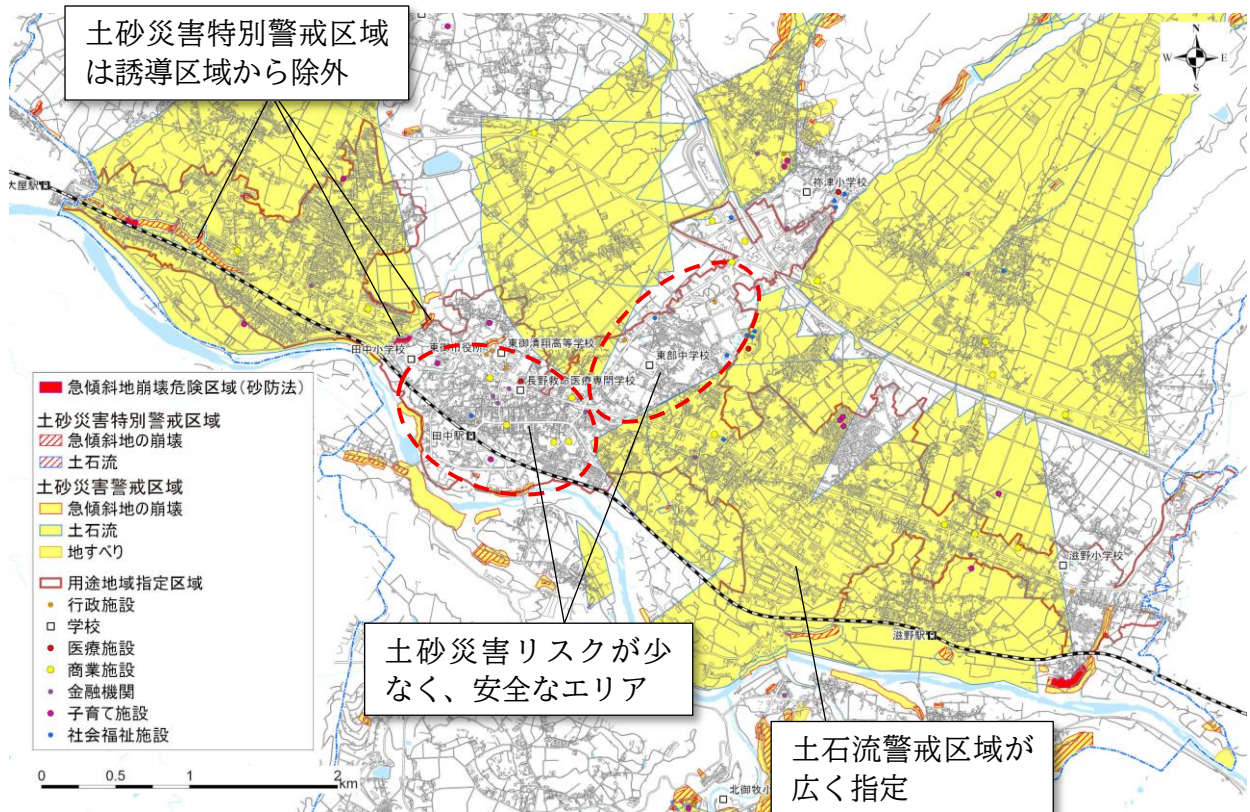 土砂災害特別警戒区域
は誘導区域から除外
N
W
E
S
大屋駅
祢津小学校
田中小学校
東御市役所
東御清翔高等学校
東部中学校
長野救命医療専門学校
田中駅
滋野小学校
滋野駅
北御牧小
急傾斜地崩壊危険区域(砂防法)
土砂災害特別警戒区域
急傾斜地の崩壊
土石流
土砂災害警戒区域
急傾斜地の崩壊
土石流
地すべり
用途地域指定区域
行政施設
学校
医療施設
商業施設
金融機関
子育て施設
社会福祉施設
0 0.5 1 2
km
土砂災害リスクが少
なく、安全なエリア
土石流警戒区域が
広く指定